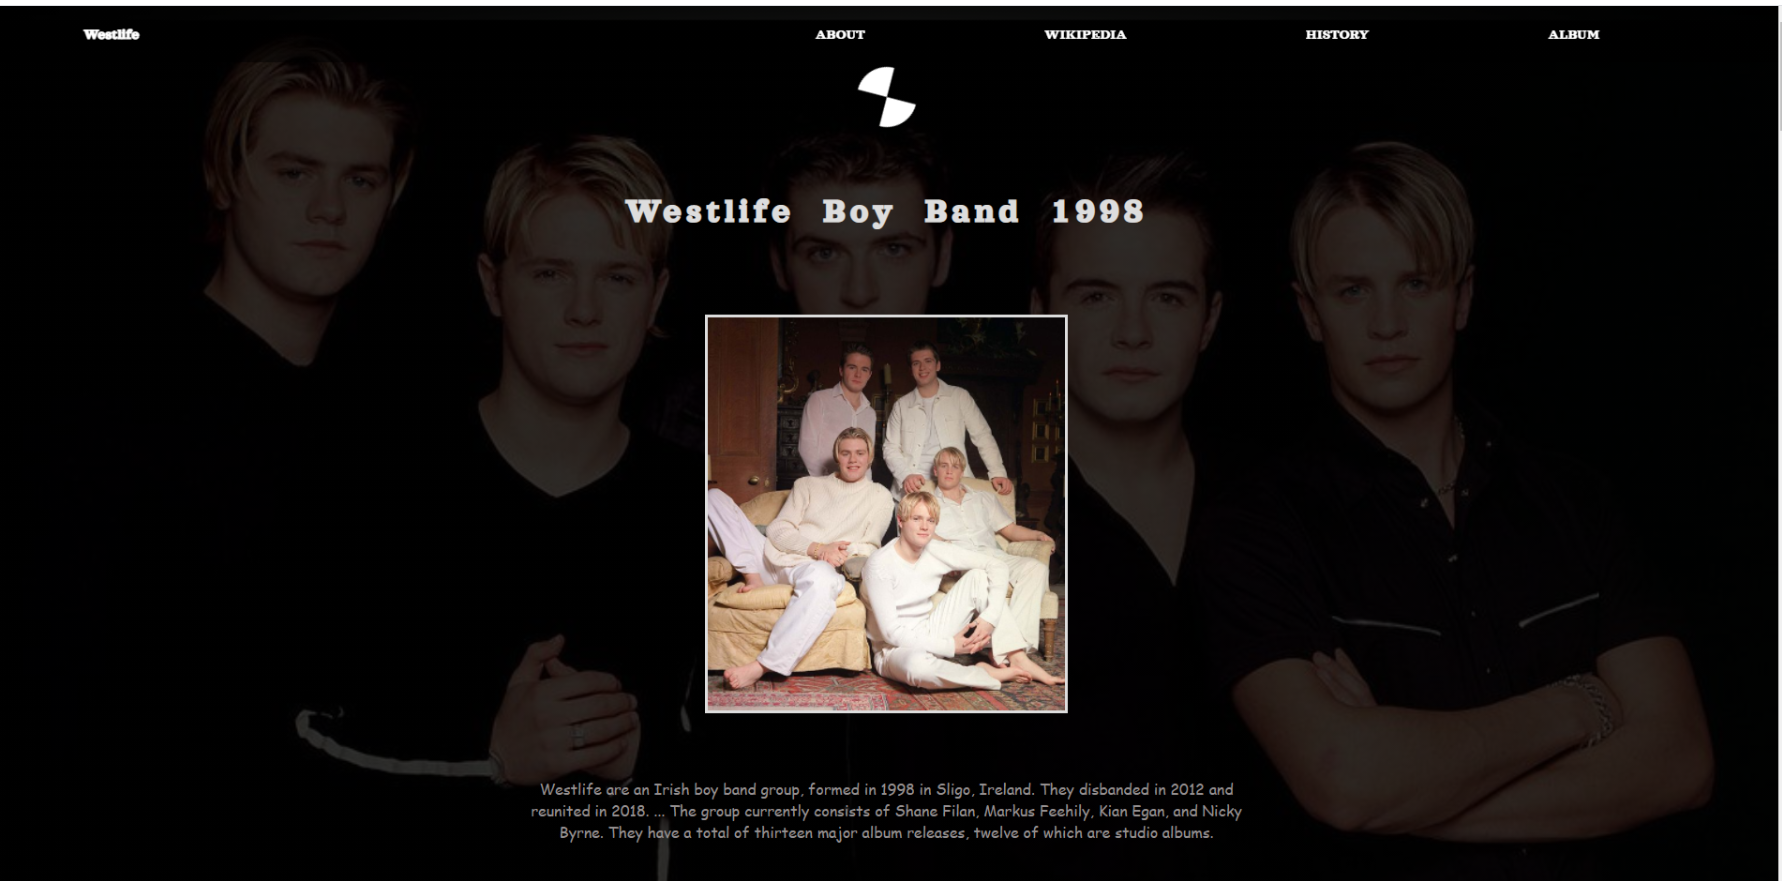 Westlife
ABOUT
WIKIPEDIA
HISTORY
ALBUM
Westlife Boy Band 1998
Westlife are an Irish boy band group, formed in 1998 in Sligo, Ireland. They disbanded in 2012 and
reunited in 2018. ... The group currently consists of Shane Filan, Markus Feehily, Kian Egan, and Nicky
Byrne. They have a total of thirteen major album releases, twelve of which are studio albums.